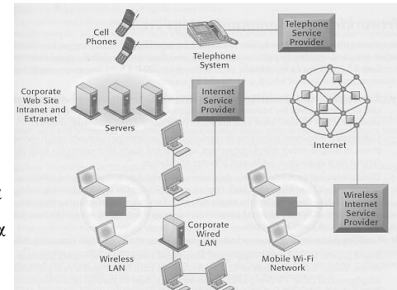 Cell
Phones
Telephone
System
Telephone
Service
Provider
Corporate
Web Site
Intranet and
Extranet
Servers
Internet
Service
Provider
Internet
Wireless
LAN
Corporate
Wired
LAN
Mobile Wi-Fi
Network
Wireless
Internet
Service
Provider